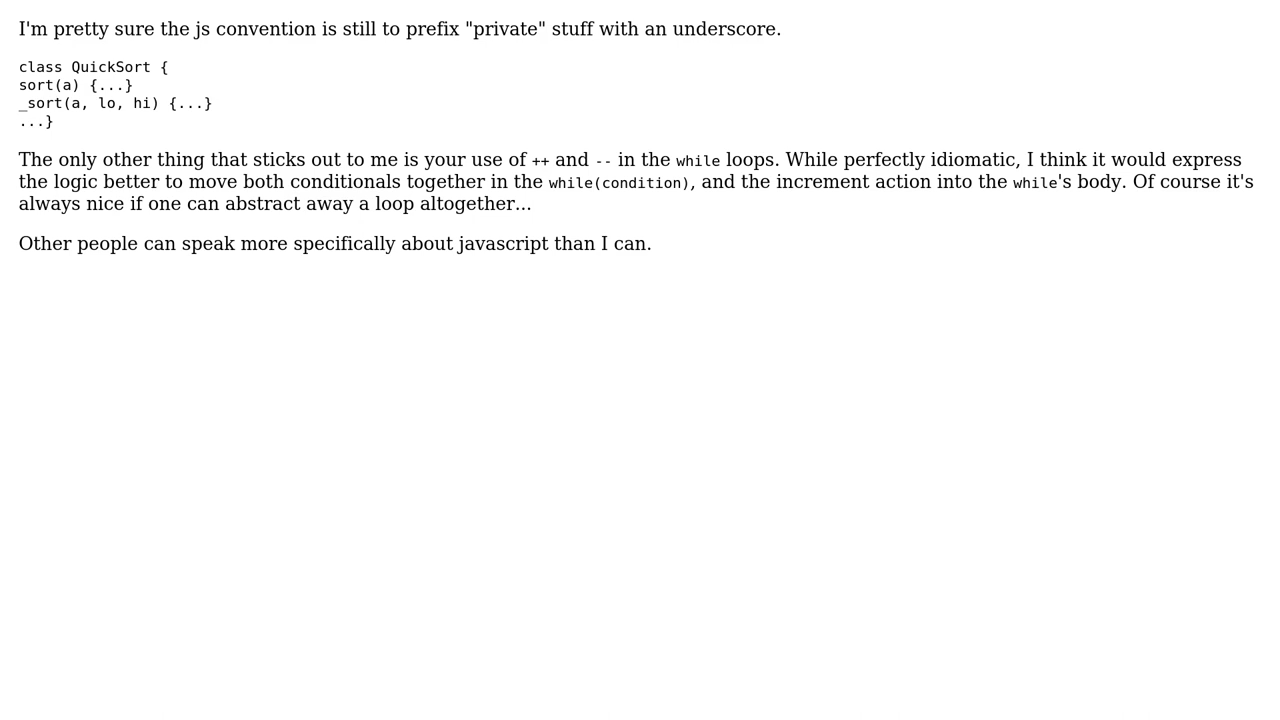 I'm pretty sure the js convention is still to prefix "private" stuff with an underscore.
class QuickSort {
sort(a) {...}
_sort(a, lo, hi) {...}
...}
The only other thing that sticks out to me is your use of ++ and -- in the while loops. While perfectly idiomatic, I think it would express
the logic better to move both conditionals together in the while(condition), and the increment action into the while's body. Of course it's
always nice if one can abstract away a loop altogether...
Other people can speak more specifically about javascript than I can.